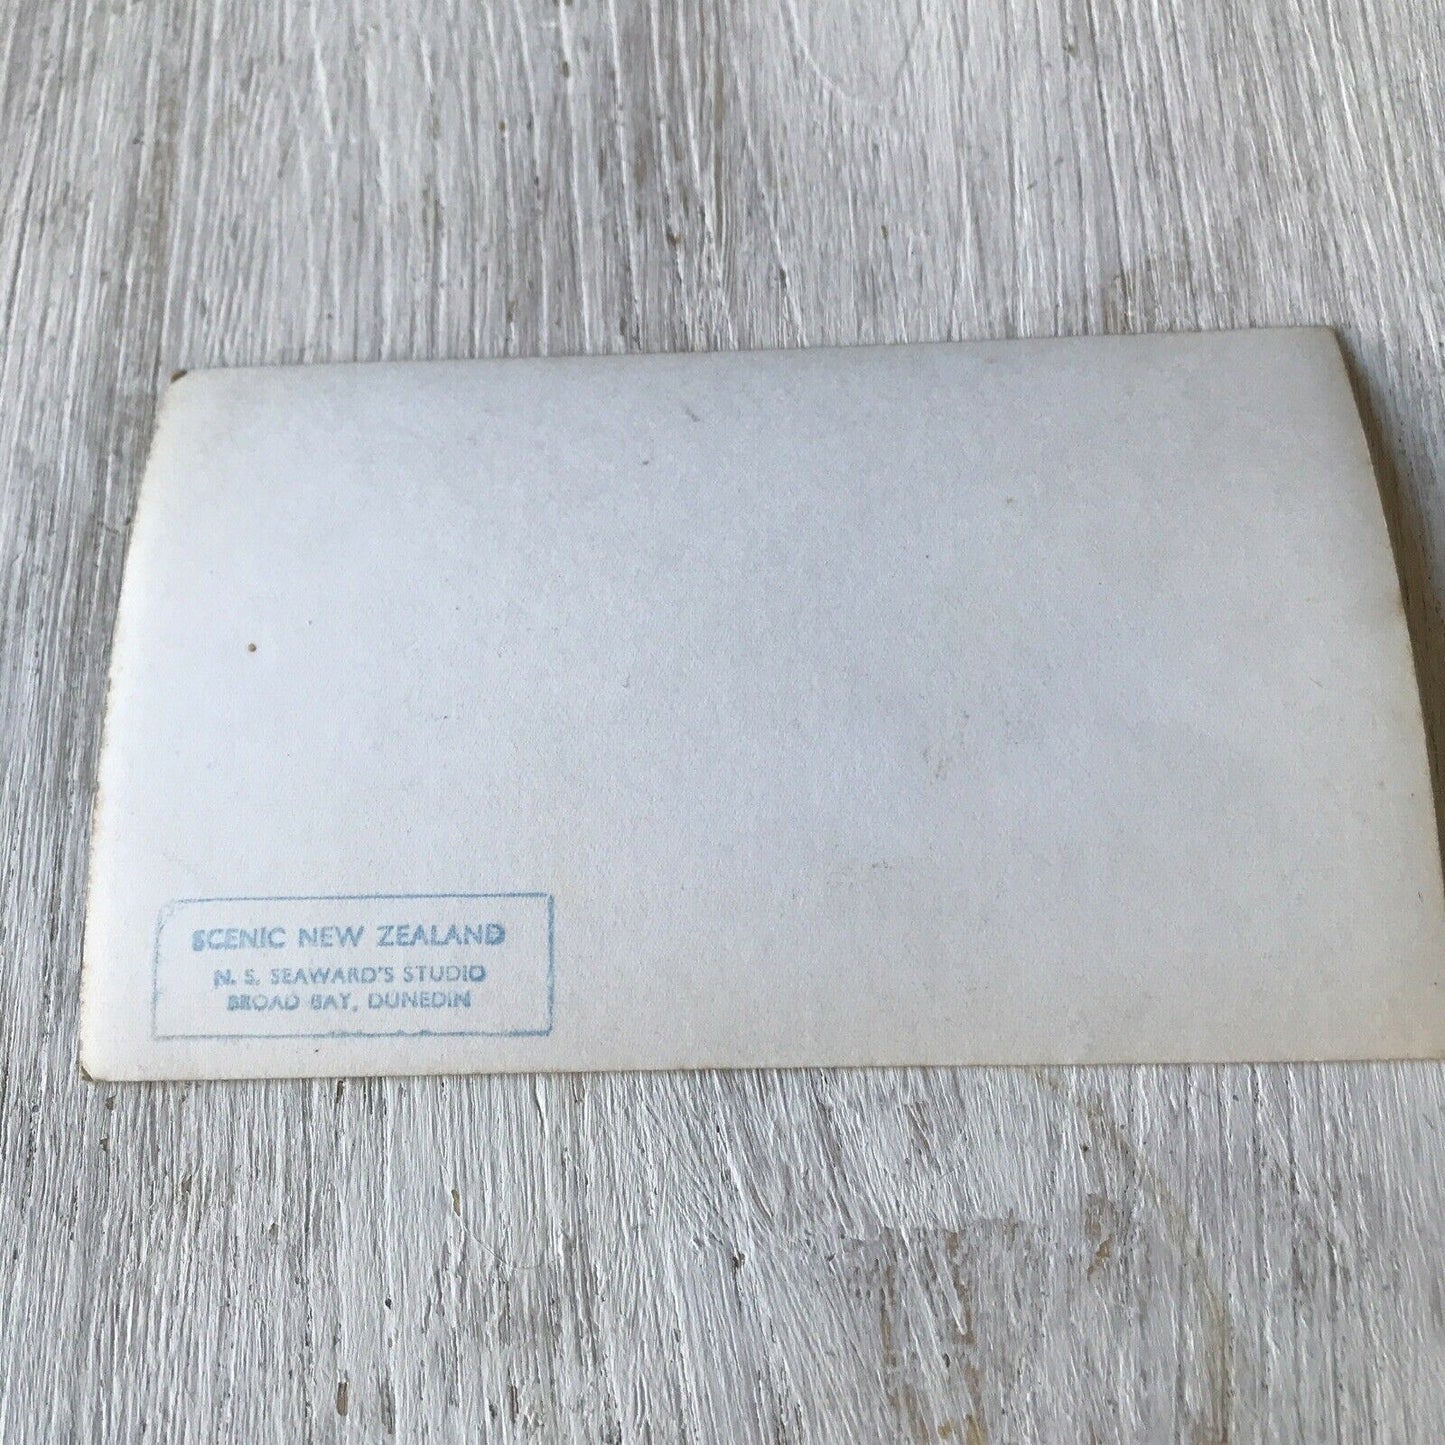 SCENIC NEW ZEALAND
N. S. SEAWARD'S STUDIO
BROAD BAY, DUNEDIN